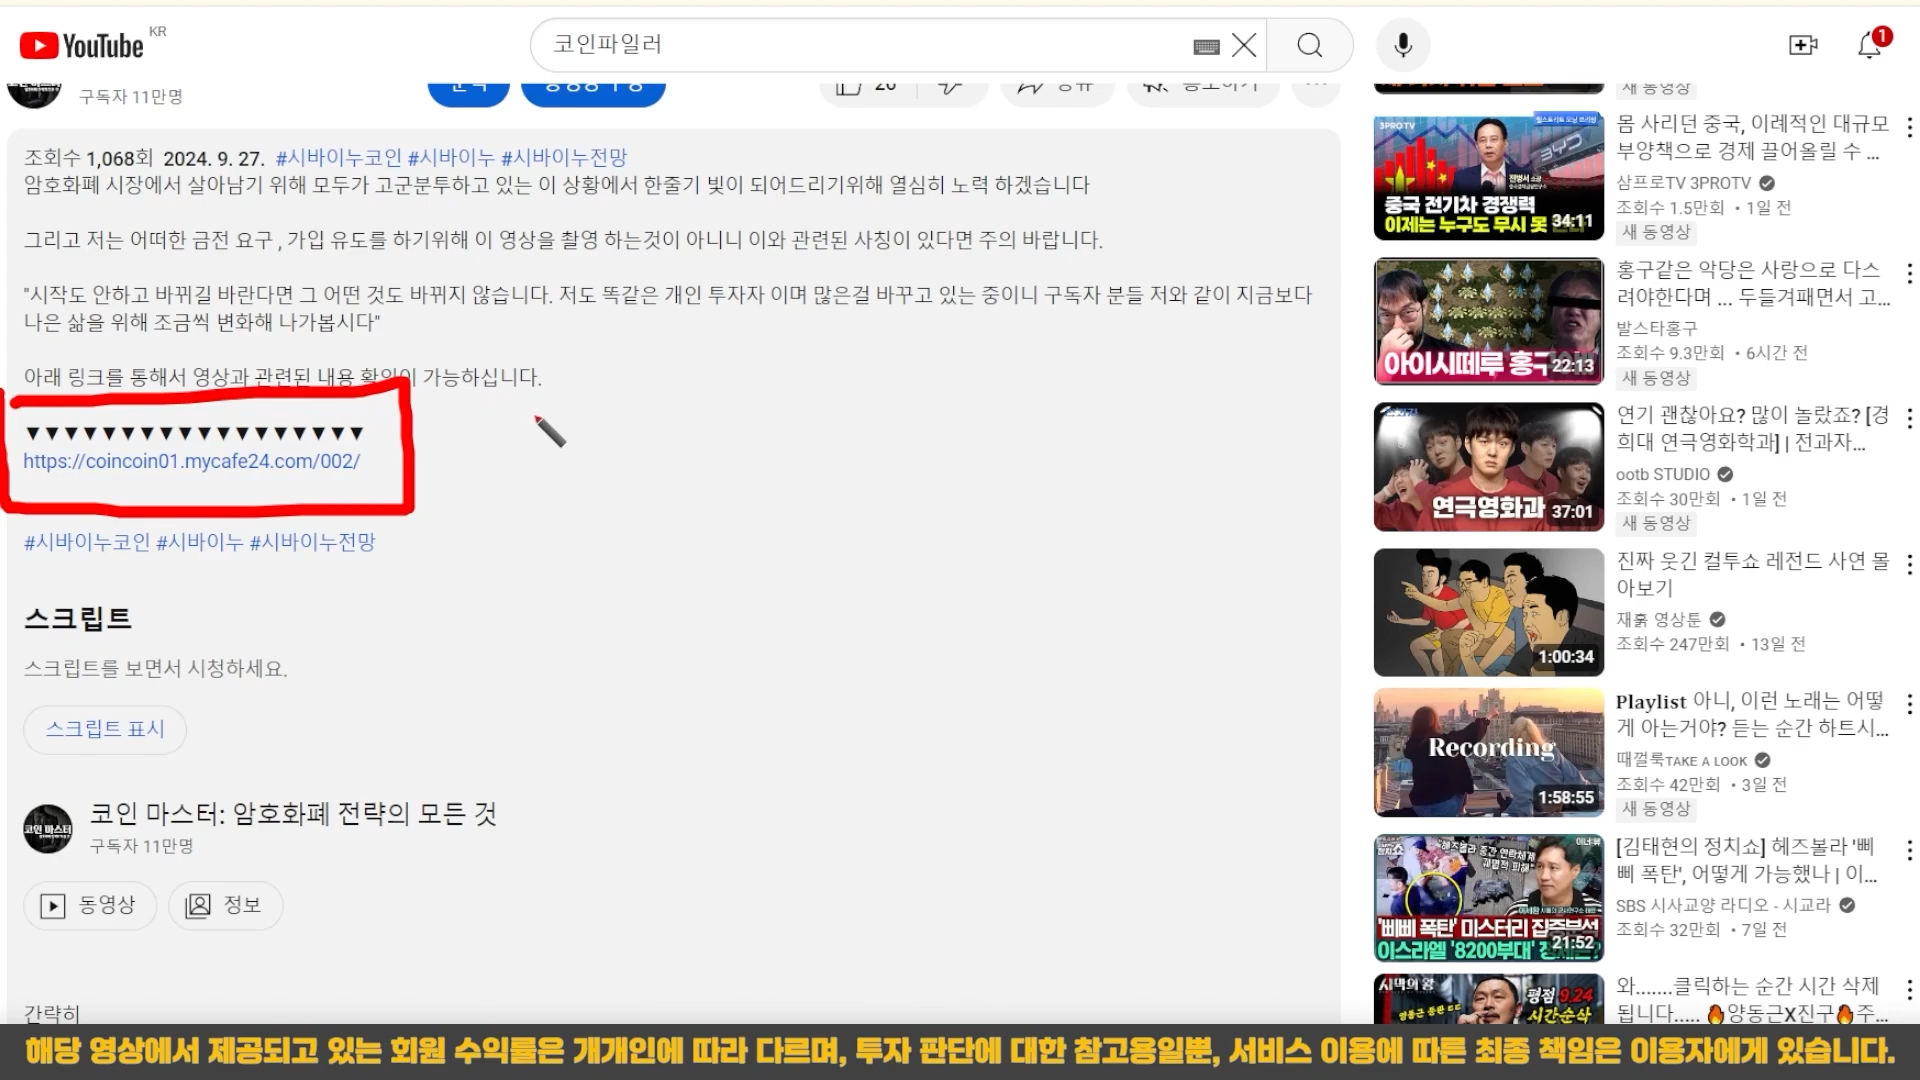 YouTube KR
코인파일러
1
구독자 11만명
조회수 1,068회 2024. 9. 27. #시바이누코인 #시바이누 #시바이누전망
암호화폐 시장에서 살아남기 위해 모두가 고군분투하고 있는 이 상황에서 한줄기 빛이 되어드리기위해 열심히 노력 하겠습니다
그리고 저는 어떠한 금전 요구 , 가입 유도를 하기위해 이 영상을 촬영 하는것이 아니니 이와 관련된 사칭이 있다면 주의 바랍니다.
"시작도 안하고 바뀌길 바란다면 그 어떤 것도 바뀌지 않습니다. 저도 똑같은 개인 투자자 이며 많은걸 바꾸고 있는 중이니 구독자 분들 저와 같이 지금보다
나은 삶을 위해 조금씩 변화해 나가봅시다"
아래 링크를 통해서 영상과 관련된 내용 확인이 가능하십니다.
▼▼▼▼▼▼▼▼▼▼▼▼▼▼▼▼▼▼
https://coincoin01.mycafe24.com/002/
#시바이누코인 #시바이누 #시바이누전망
스크립트
스크립트를 보면서 시청하세요.
스크립트 표시
코인 마스터
코인 마스터: 암호화폐 전략의 모든 것
구독자 11만명
동영상
정보
간략히
새 동영상
3PROTV
중국 전기차 경쟁력
이제는 누구도 무시 못
34:11
몸 사리던 중국, 이례적인 대규모
부양책으로 경제 끌어올릴 수 ...
삼프로TV 3PROTV
조회수 1.5만회 • 1일 전
새 동영상
아이시떼루 홍구
22:13
홍구같은 악당은 사랑으로 다스
려야한다며 ... 두들겨패면서 고...
발스타홍구
조회수 9.3만회 • 6시간 전
새 동영상
연극영화과
37:01
연기 괜찮아요? 많이 놀랐죠? [경
희대 연극영화학과] | 전과자...
ootb STUDIO
조회수 30만회 • 1일 전
새 동영상
1:00:34
진짜 웃긴 컬투쇼 레전드 사연 몰
아보기
재흙 영상툰
조회수 247만회 • 13일 전
Recording
1:58:55
Playlist 아니, 이런 노래는 어떻
게 아는거야? 듣는 순간 하트시...
때껄룩TAKE A LOOK
조회수 42만회 • 3일 전
새 동영상
'삐삐 폭탄' 미스터리 집중분석
이스라엘 '8200부대'
21:52
[김태현의 정치쇼] 헤즈볼라 '삐
삐 폭탄', 어떻게 가능했나 | 이...
SBS 시사교양 라디오 - 시교라
조회수 32만회 • 7일 전
평점 9.24
시간순삭
와.......클릭하는 순간 시간 삭제
됩니다..... 🔥양동근X진구🔥주...
해당 영상에서 제공되고 있는 회원 수익률은 개개인에 따라 다르며, 투자 판단에 대한 참고용일뿐, 서비스 이용에 따른 최종 책임은 이용자에게 있습니다.